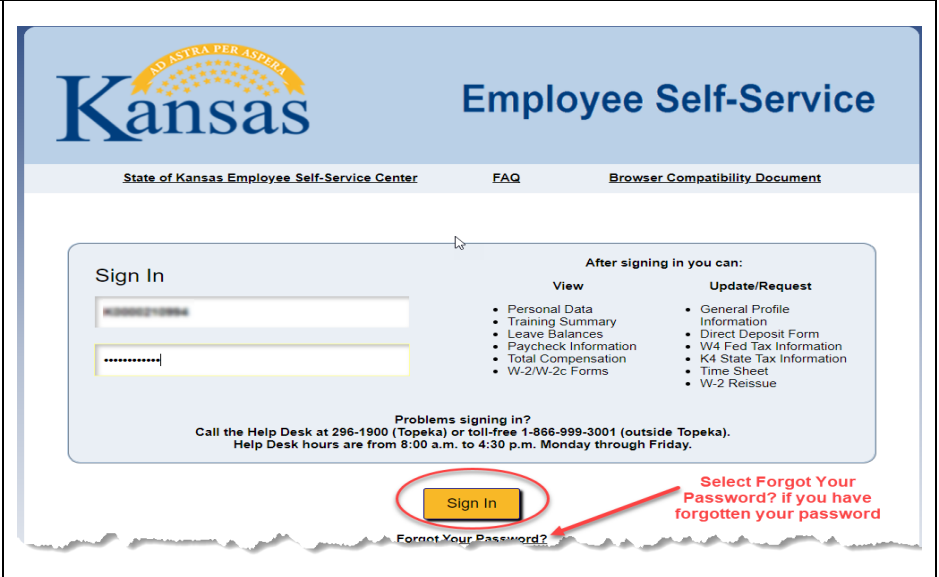 AD ASTRA PER ASPERA
Kansas
Employee Self-Service
State of Kansas Employee Self-Service Center
FAQ
Browser Compatibility Document
Sign In
••••••••••••
After signing in you can:
View
• Personal Data
• Training Summary
• Leave Balances
• Paycheck Information
• Total Compensation
• W-2/W-2c Forms
Update/Request
• General Profile
Information
• Direct Deposit Form
• W4 Fed Tax Information
• K4 State Tax Information
• Time Sheet
• W-2 Reissue
Problems signing in?
Call the Help Desk at 296-1900 (Topeka) or toll-free 1-866-999-3001 (outside Topeka).
Help Desk hours are from 8:00 a.m. to 4:30 p.m. Monday through Friday.
Sign In
Select Forgot Your
Password? if you have
forgotten your password
Forgot Your Password?